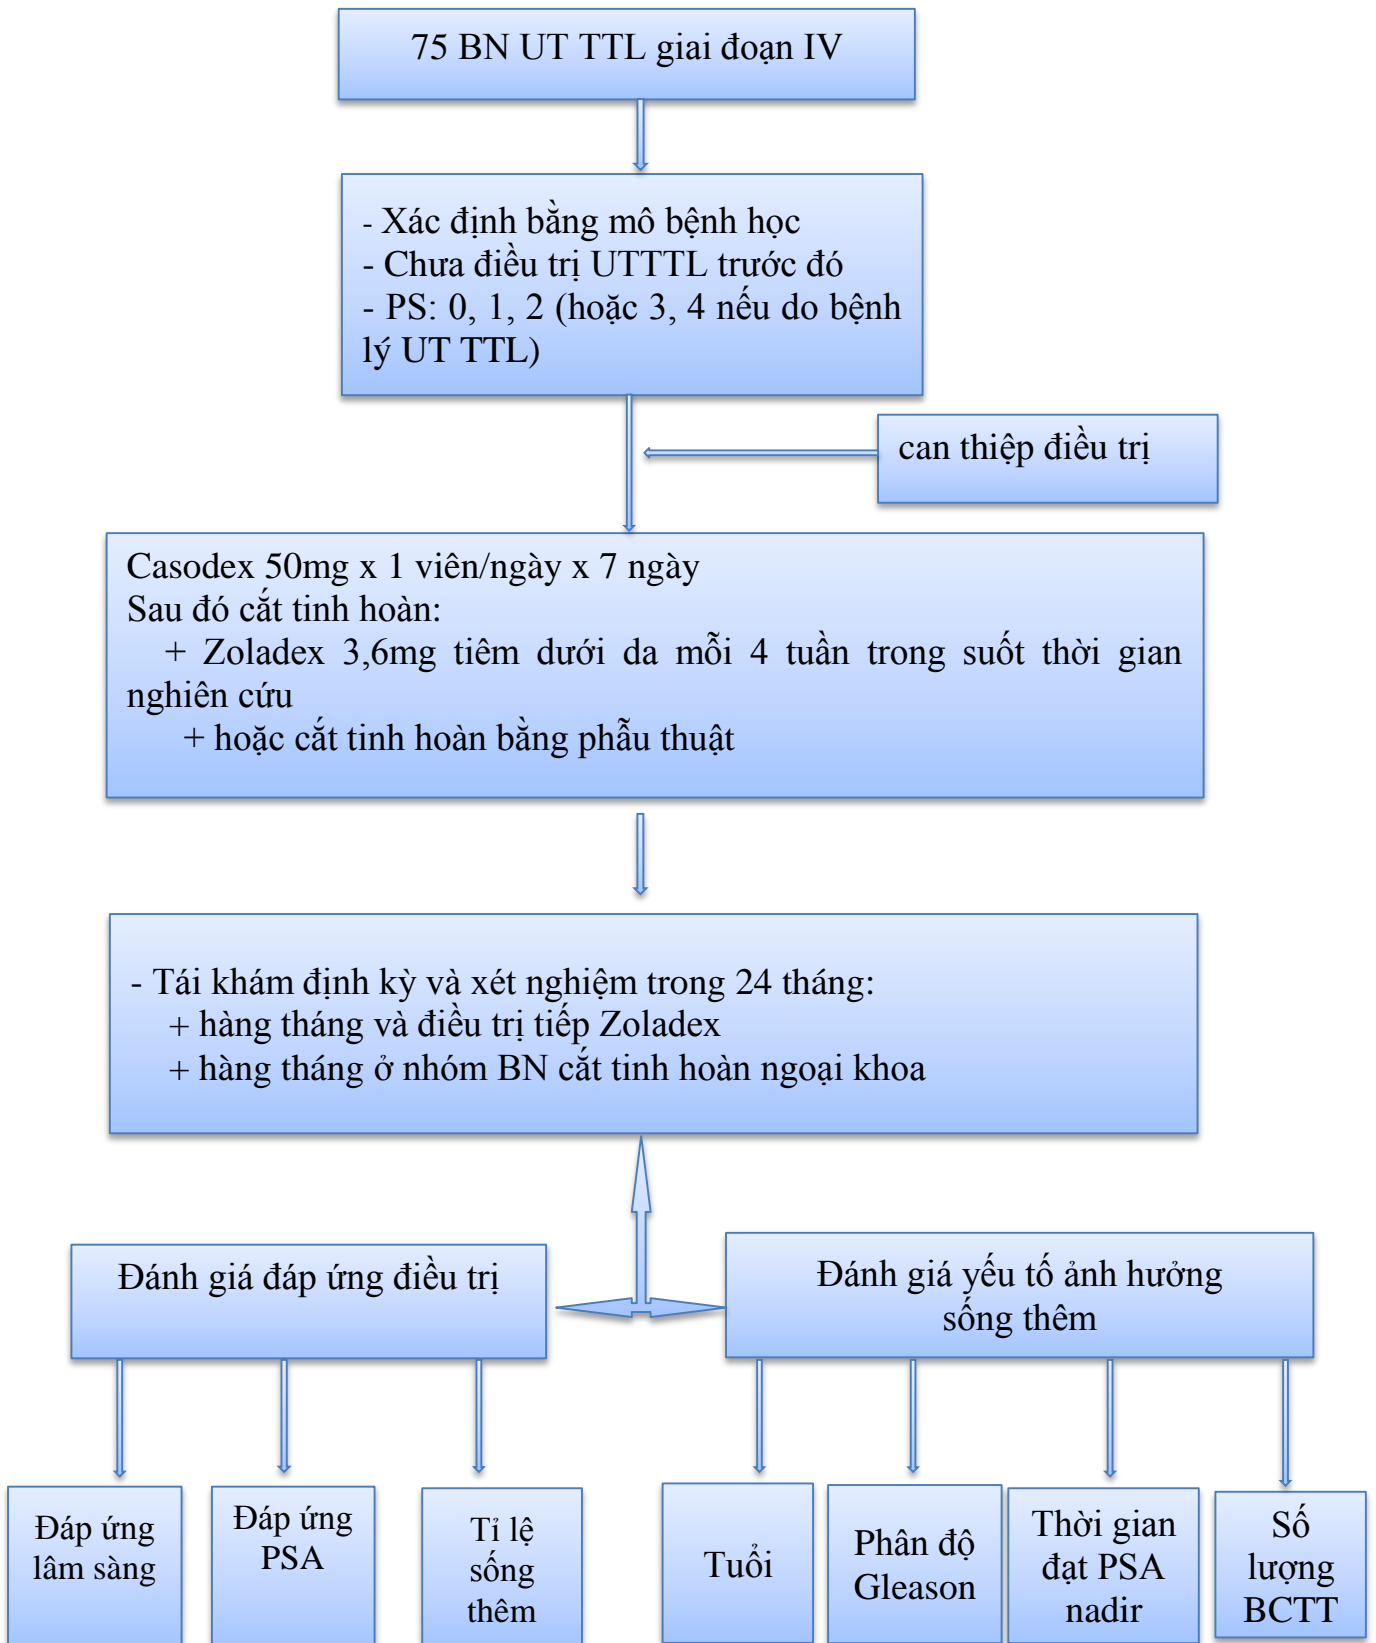 75 BN UT TTL giai đoạn IV
- Xác định bằng mô bệnh học
- Chưa điều trị UTTTL trước đó
- PS: 0, 1, 2 (hoặc 3, 4 nếu do bệnh
lý UT TTL)
can thiệp điều trị
Casodex 50mg x 1 viên/ngày x 7 ngày
Sau đó cắt tinh hoàn:
+ Zoladex 3,6mg tiêm dưới da mỗi 4 tuần trong suốt thời gian
nghiên cứu
+ hoặc cắt tinh hoàn bằng phẫu thuật
- Tái khám định kỳ và xét nghiệm trong 24 tháng:
+ hàng tháng và điều trị tiếp Zoladex
+ hàng tháng ở nhóm BN cắt tinh hoàn ngoại khoa
Đánh giá đáp ứng điều trị
Đánh giá yếu tố ảnh hưởng
sống thêm
Đáp ứng
lâm sàng
Đáp ứng
PSA
Tỉ lệ
sống
thêm
Tuổi
Phân độ
Gleason
Thời gian
đạt PSA
nadir
Số
lượng
BCTT